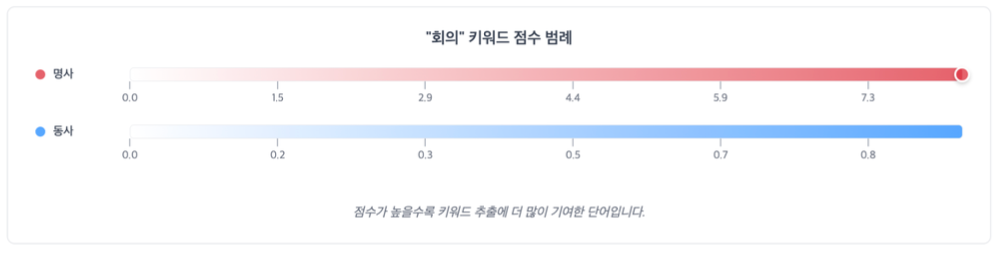 "회의" 키워드 점수 범례
명사
0.0 1.5 2.9 4.4 5.9 7.3
동사
0.0 0.2 0.3 0.5 0.7 0.8
점수가 높을수록 키워드 추출에 더 많이 기여한 단어입니다.